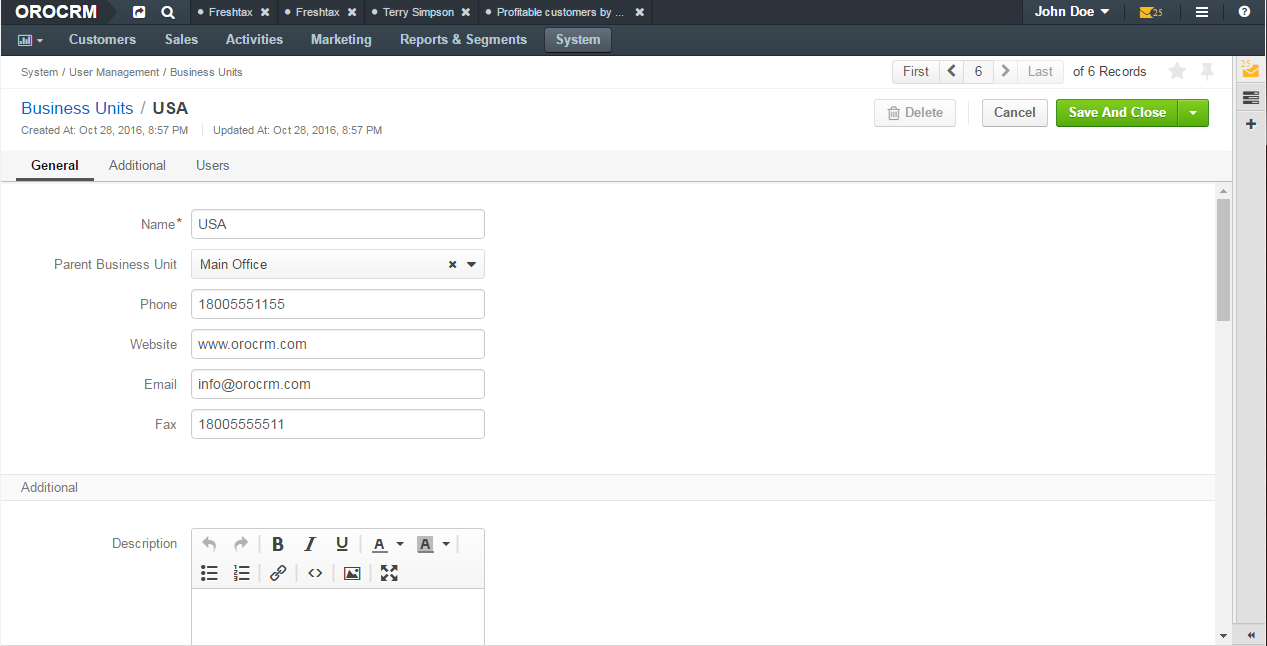 OROCRM Freshtax Freshtax Terry Simpson Profitable customers by ... John Doe 25
Customers Sales Activities Marketing Reports & Segments System
System / User Management / Business Units First 6 Last of 6 Records 25
Business Units / USA Delete Cancel Save And Close
Created At: Oct 28, 2016, 8:57 PM Updated At: Oct 28, 2016, 8:57 PM
General Additional Users
Name* USA
Parent Business Unit Main Office
Phone 18005551155
Website www.orocrm.com
Email info@orocrm.com
Fax 18005555511
Additional
Description B I U A A